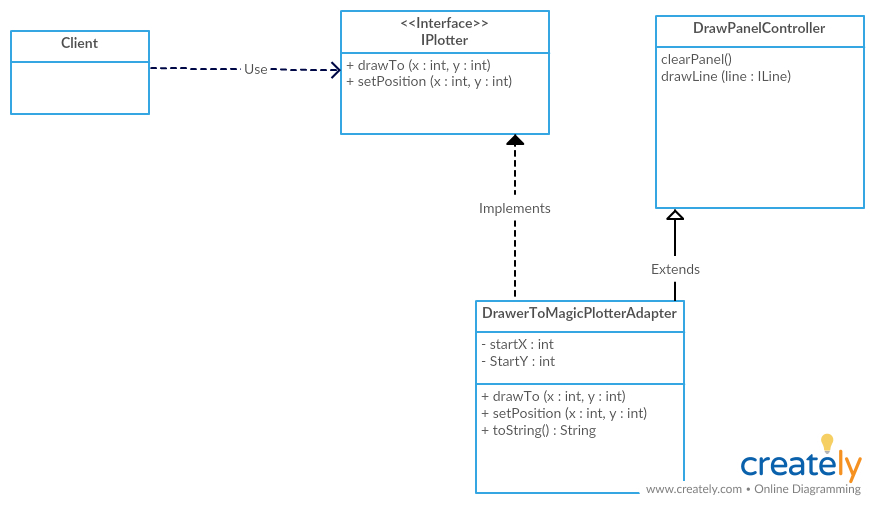 Client
Use
<<Interface>>
IPlotter
+ drawTo (x : int, y : int)
+ setPosition (x : int, y : int)
DrawPanelController
clearPanel()
drawLine (line : ILine)
Implements
Extends
DrawerToMagicPlotterAdapter
- startX : int
- StartY : int
+ drawTo (x : int, y : int)
+ setPosition (x : int, y : int)
+ toString() : String
creately
www.creately.com • Online Diagramming